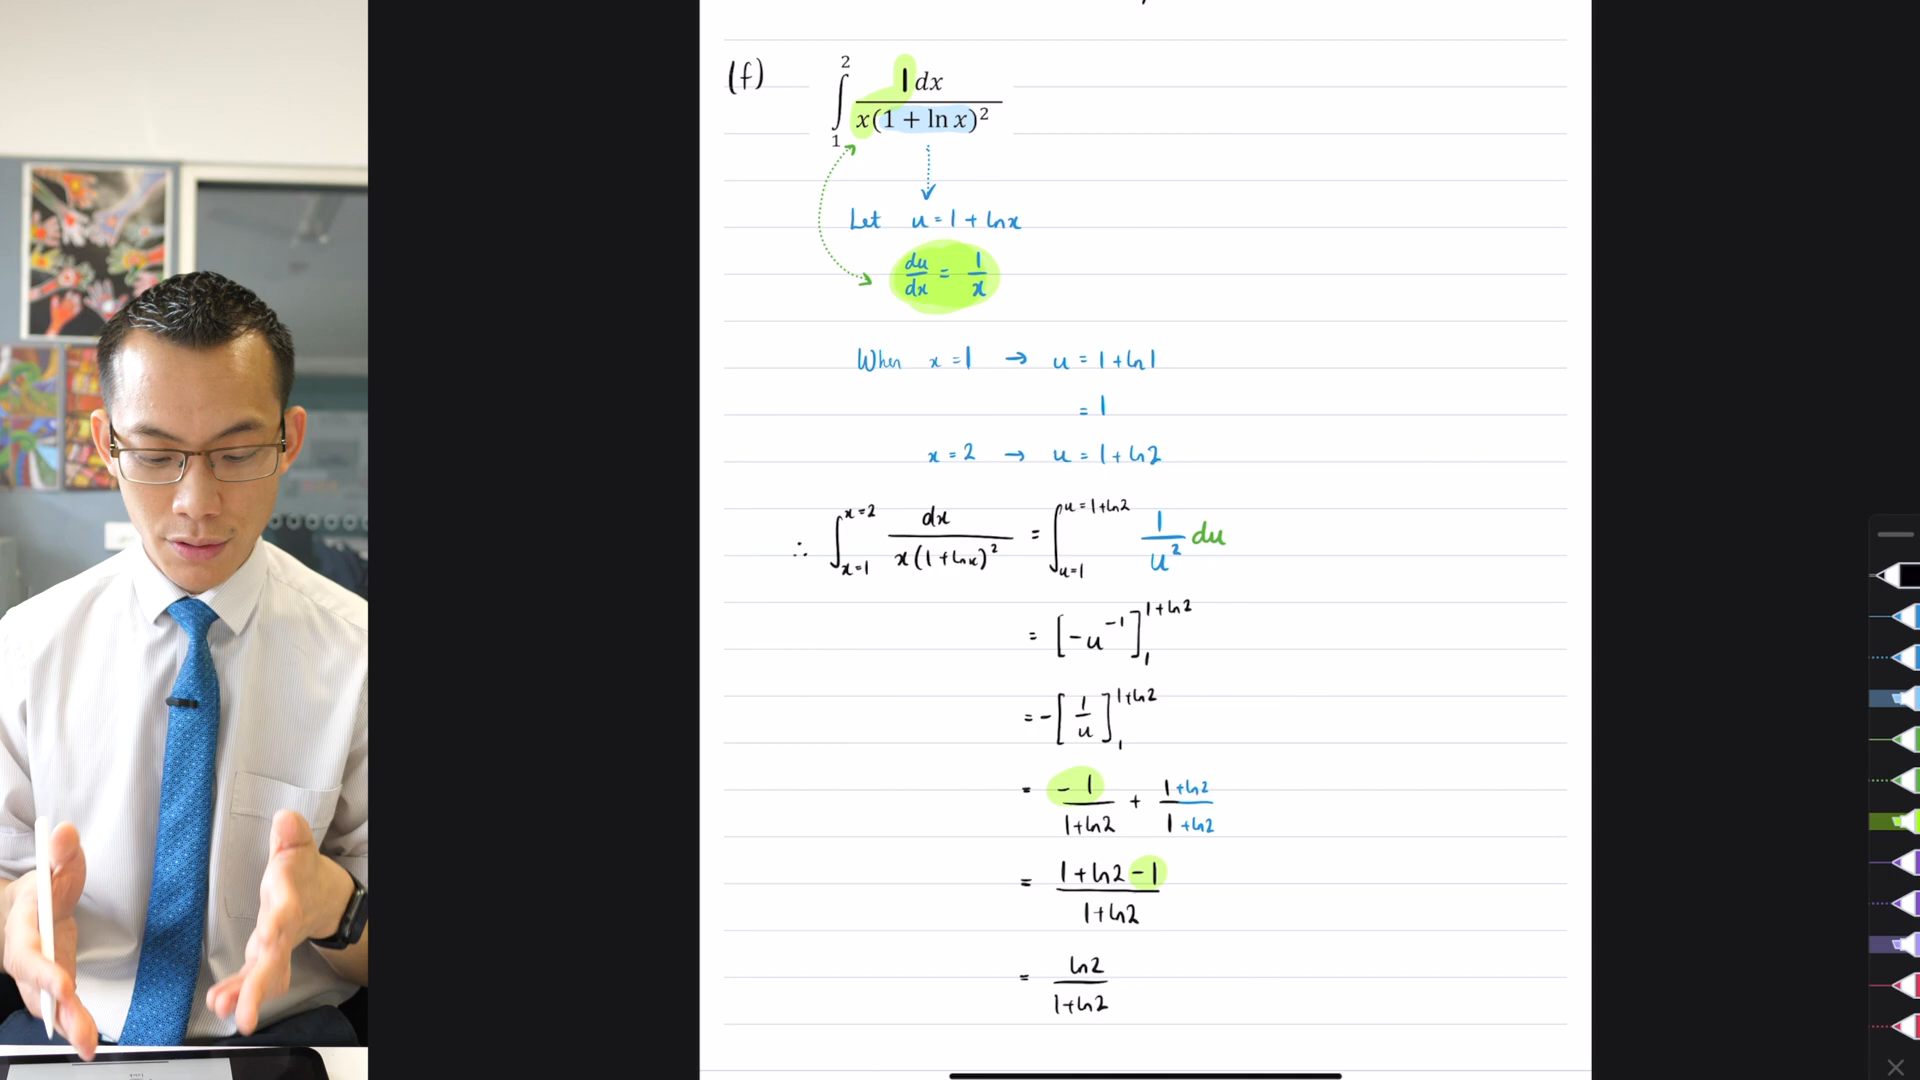 (f) ∫₁² 1dx / x(1 + ln x)²
Let u = 1 + ln x
du/dx = 1/x
When x = 1 → u = 1 + ln 1
= 1
x = 2 → u = 1 + ln 2
∴ ∫_{x=1}^{x=2} dx / x(1 + ln x)² = ∫_{u=1}^{u=1+ln2} 1/u² du
= [-u⁻¹]₁^{1+ln2}
= -[1/u]₁^{1+ln2}
= -1/(1+ln2) + (1+ln2)/(1+ln2)
= (1+ln2-1)/(1+ln2)
= ln2/(1+ln2)